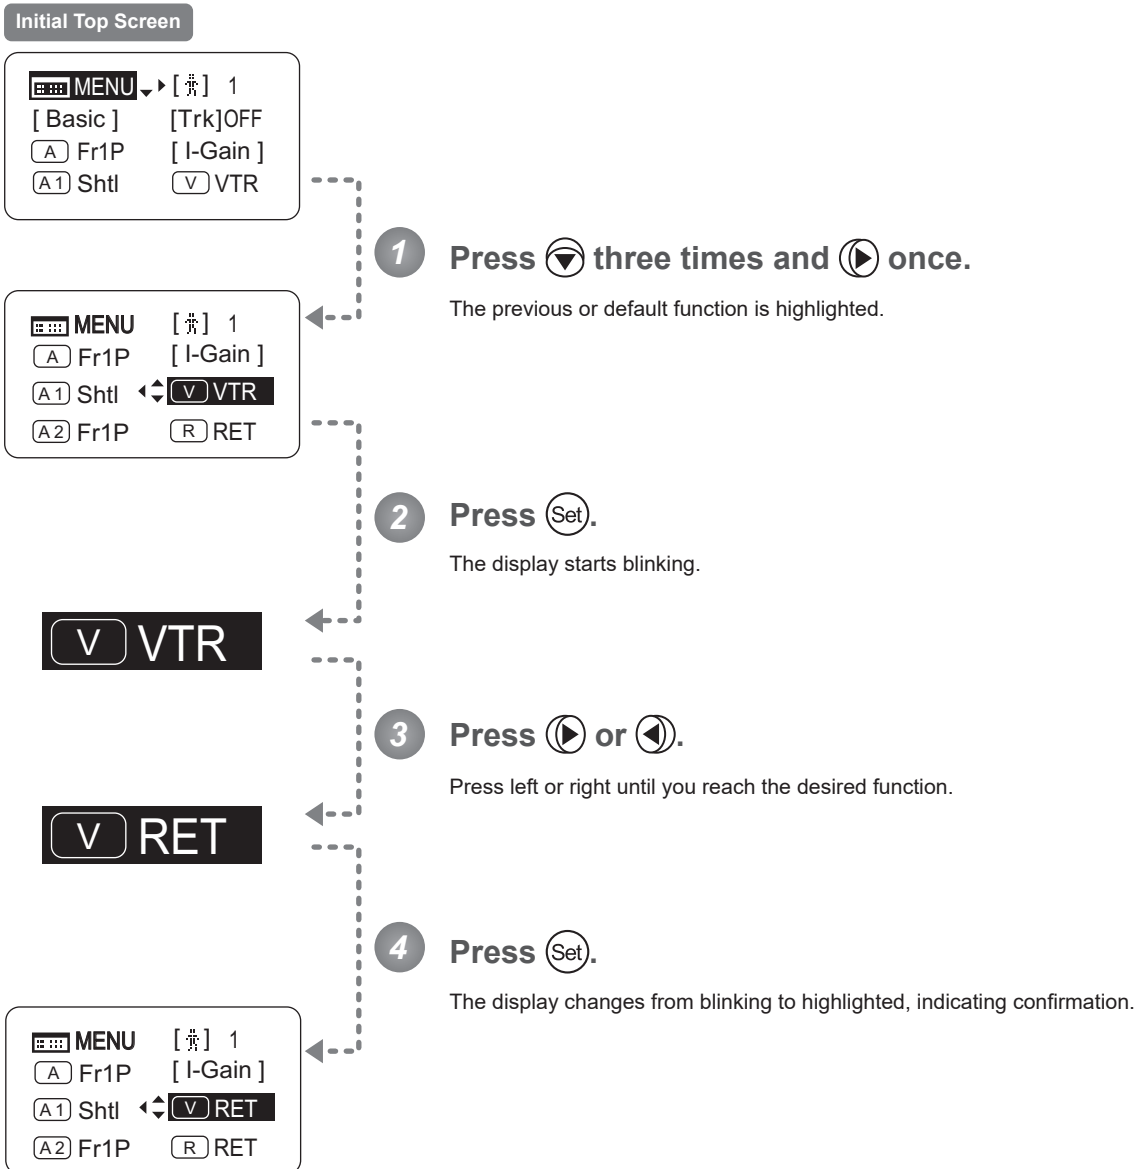 Initial Top Screen
MENU [ ] 1
[ Basic ] [Trk]OFF
A Fr1P [ I-Gain ]
A1 Shtl V VTR
1 Press three times and once.
The previous or default function is highlighted.
MENU [ ] 1
A Fr1P [ I-Gain ]
A1 Shtl V VTR
A2 Fr1P R RET
2 Press Set.
The display starts blinking.
V VTR
3 Press or .
Press left or right until you reach the desired function.
V RET
4 Press Set.
The display changes from blinking to highlighted, indicating confirmation.
MENU [ ] 1
A Fr1P [ I-Gain ]
A1 Shtl V RET
A2 Fr1P R RET